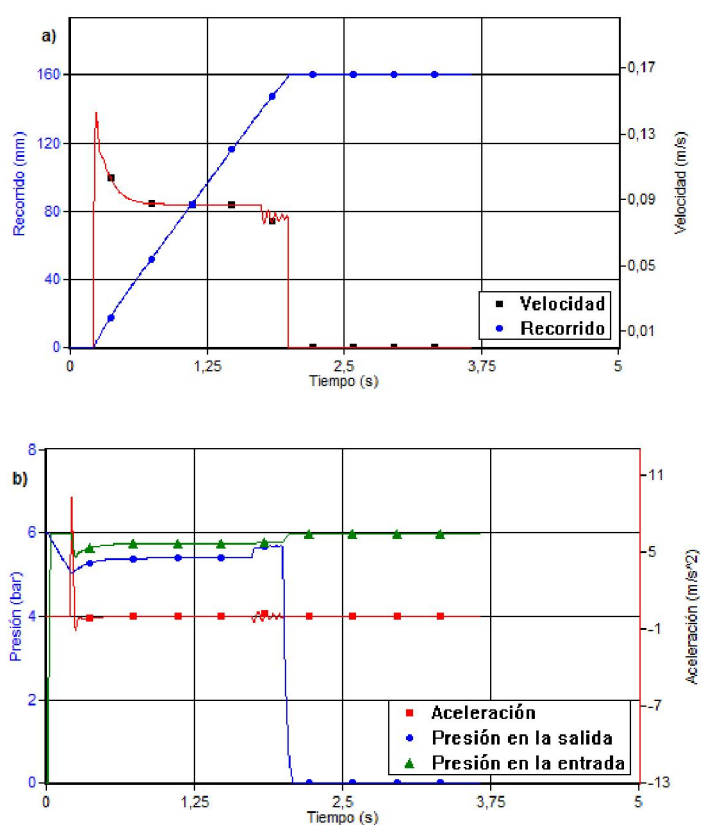 a)
160
120
80
40
0
Recorrido (mm)
0,17
0,13
0,09
0,05
0,01
Velocidad (m/s)
Velocidad
Recorrido
0
1,25
2,5
3,75
5
Tiempo (s)
b)
8
6
4
2
0
Presión (bar)
11
5
-1
-7
-13
Aceleración (m/s^2)
Aceleración
Presión en la salida
Presión en la entrada
0
1,25
2,5
3,75
5
Tiempo (s)